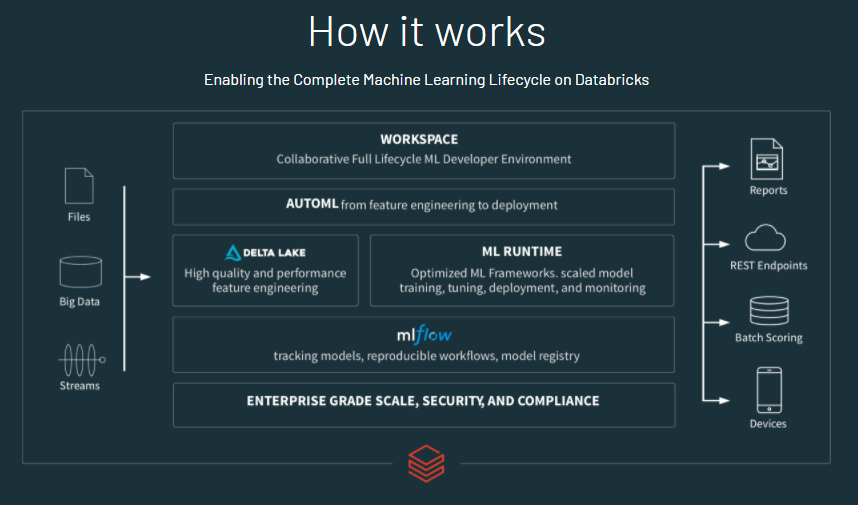 How it works
Enabling the Complete Machine Learning Lifecycle on Databricks
Files
Big Data
Streams
WORKSPACE
Collaborative Full Lifecycle ML Developer Environment
AUTOML from feature engineering to deployment
DELTA LAKE
High quality and performance
feature engineering
ML RUNTIME
Optimized ML Frameworks. scaled model
training, tuning, deployment, and monitoring
mlflow
tracking models, reproducible workflows, model registry
ENTERPRISE GRADE SCALE, SECURITY, AND COMPLIANCE
Reports
REST Endpoints
Batch Scoring
Devices